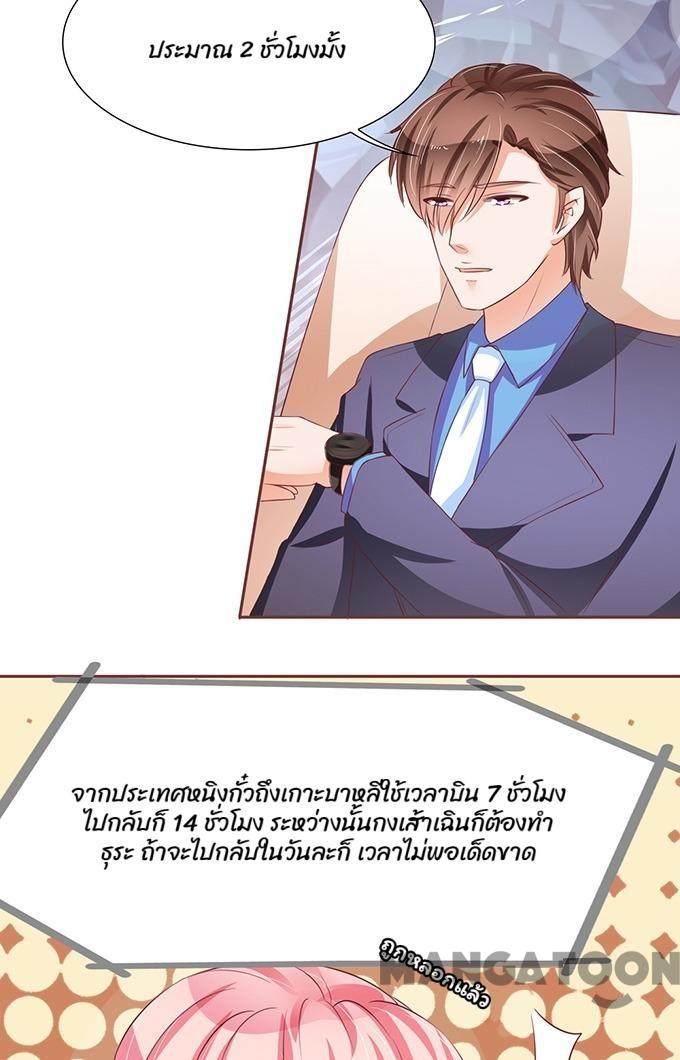 ประมาณ 2 ชั่วโมงมั้ง
จากประเทศหนิงกั๋วถึงเกาะบาหลีใช้เวลาบิน 7 ชั่วโมง
ไปกลับก็ 14 ชั่วโมง ระหว่างนั้นกงเส้าเฉินก็ต้องทำ
ธุระ ถ้าจะไปกลับในวันละก็ เวลาไม่พอเด็ดขาด
ถูกหลอกแล้ว
MANGATOON